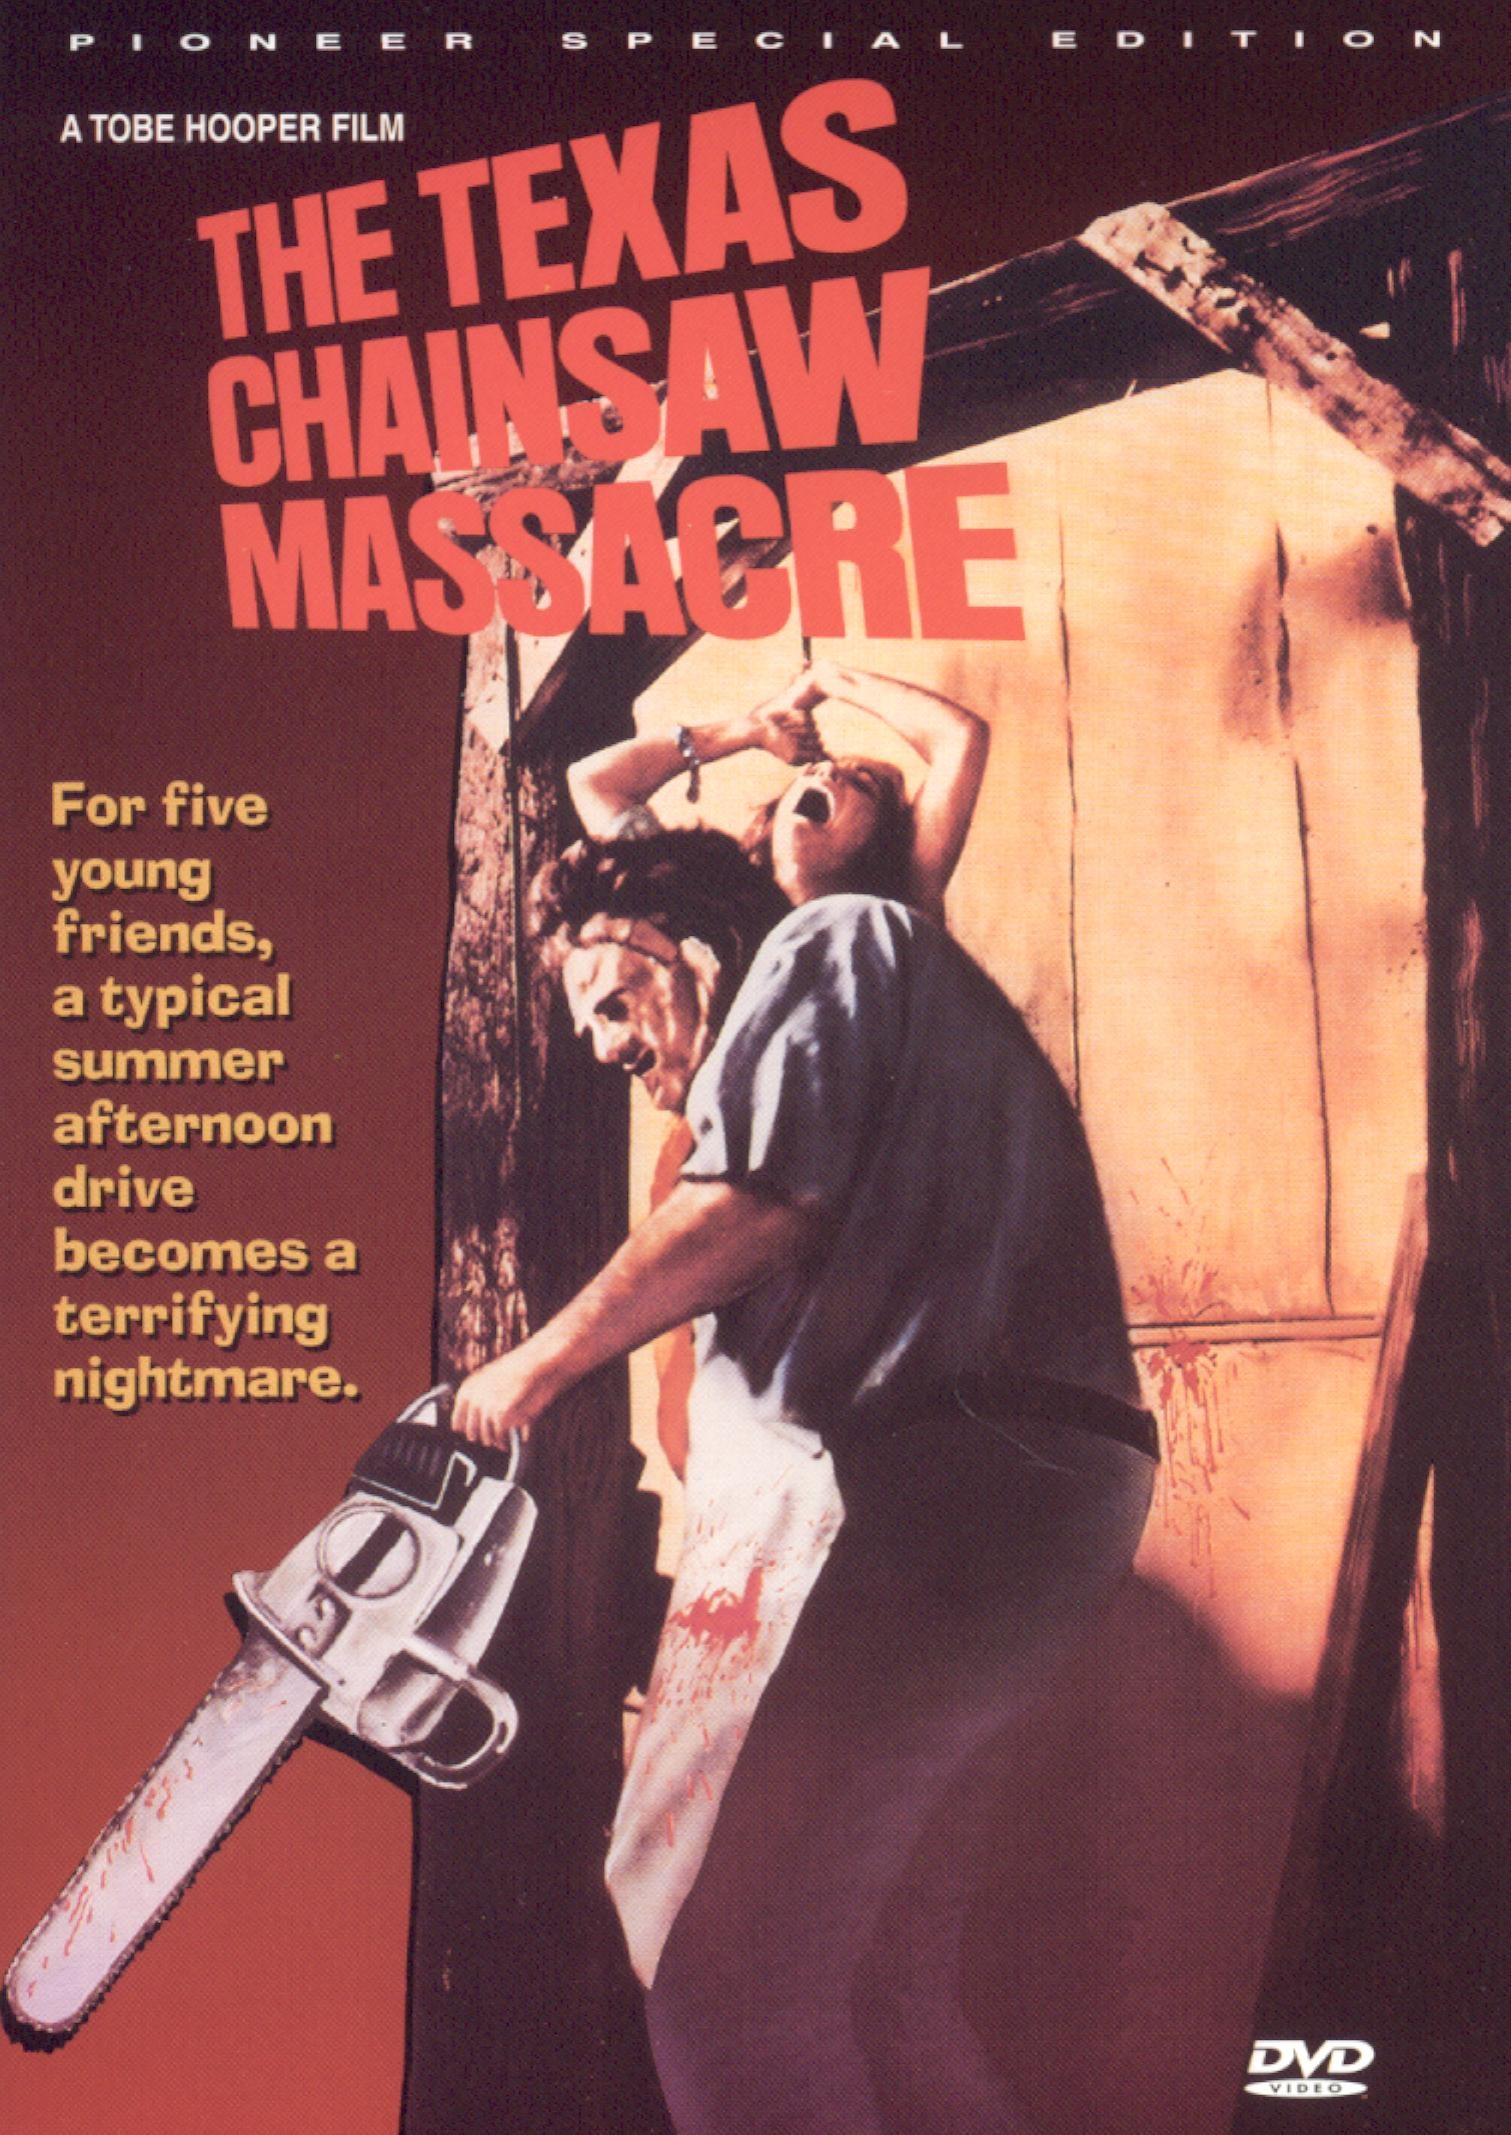 PIONEER SPECIAL EDITION
A TOBE HOOPER FILM
THE TEXAS
CHAINSAW
MASSACRE
For five
young
friends,
a typical
summer
afternoon
drive
becomes a
terrifying
nightmare.
DVD
VIDEO